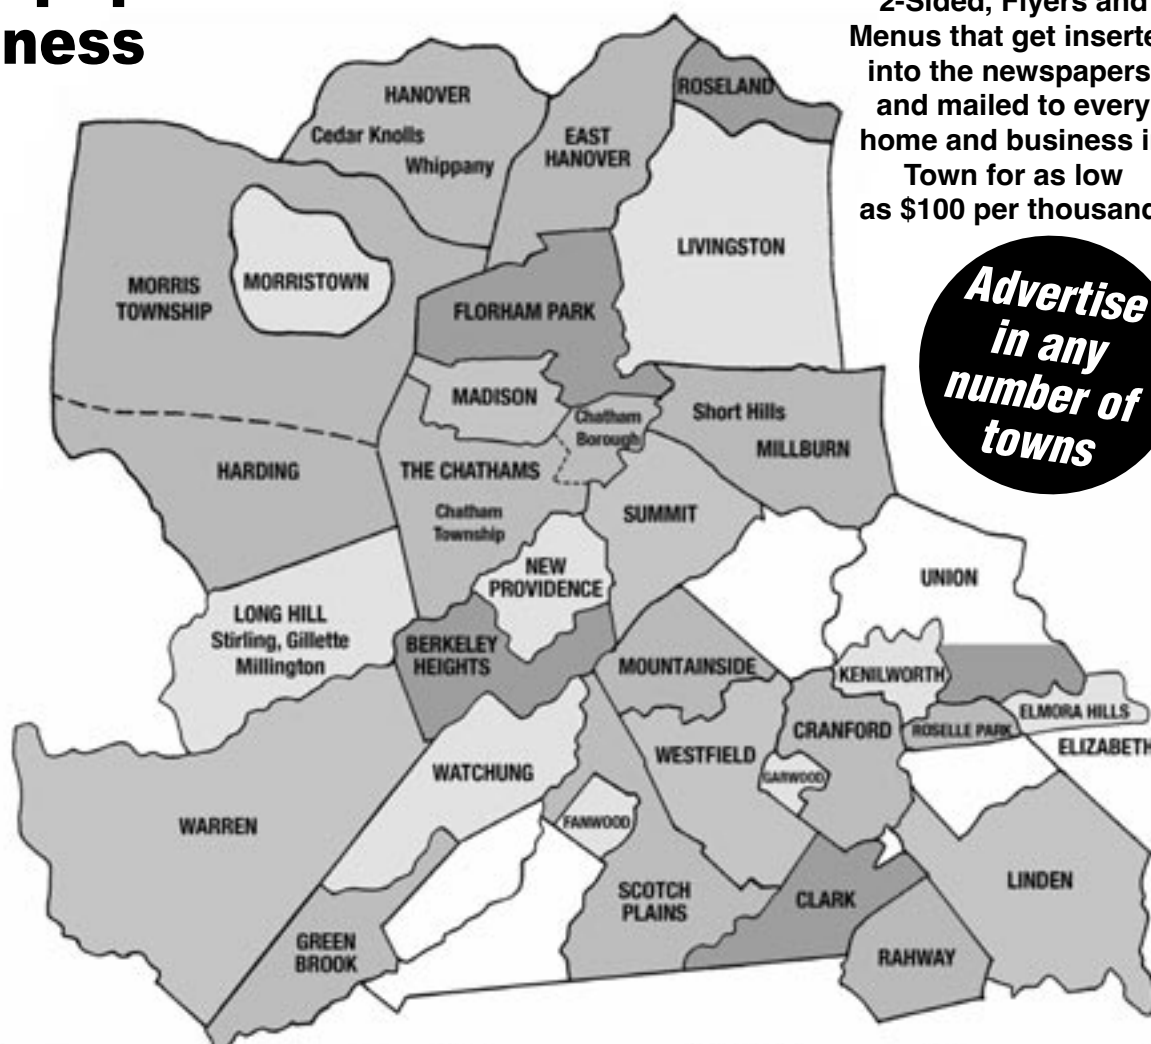 ness
2-Sided, Flyers and
Menus that get inserte
into the newspapers
and mailed to every
home and business i
Town for as low
as $100 per thousand
Advertise
in any
number of
towns
HANOVER
Cedar Knolls
Whippany
EAST
HANOVER
ROSELAND
LIVINGSTON
MORRIS
TOWNSHIP
MORRISTOWN
FLORHAM PARK
MADISON
Chatham
Borough
Short Hills
MILLBURN
HARDING
THE CHATHAMS
Chatham
Township
SUMMIT
NEW
PROVIDENCE
UNION
LONG HILL
Stirling, Gillette
Millington
BERKELEY
HEIGHTS
MOUNTAINSIDE
KENILWORTH
ELMORA HILLS
ROSELLE PARK
CRANFORD
ELIZABETH
WESTFIELD
GARWOOD
WATCHUNG
WARREN
FANWOOD
SCOTCH
PLAINS
CLARK
LINDEN
GREEN
BROOK
RAHWAY